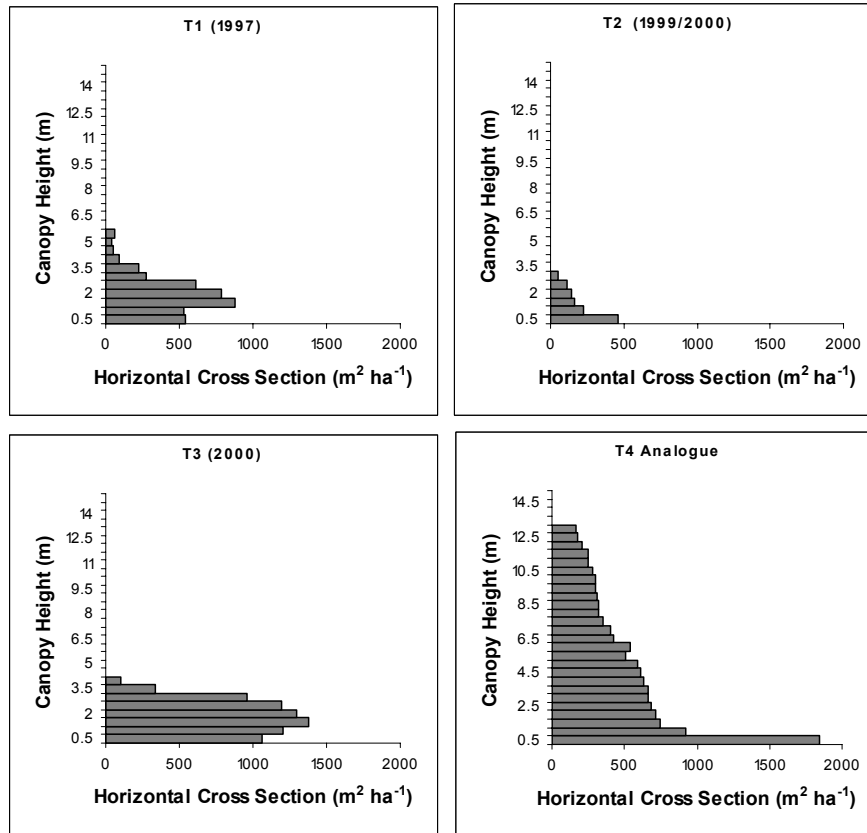 T1 (1997)
14
12.5
11
9.5
8
6.5
5
3.5
2
0.5
Canopy Height (m)
0 500 1000 1500 2000
Horizontal Cross Section (m² ha⁻¹)
T2 (1999/2000)
14
12.5
11
9.5
8
6.5
5
3.5
2
0.5
Canopy Height (m)
0 500 1000 1500 2000
Horizontal Cross Section (m² ha⁻¹)
T3 (2000)
14
12.5
11
9.5
8
6.5
5
3.5
2
0.5
Canopy Height (m)
0 500 1000 1500 2000
Horizontal Cross Section (m² ha⁻¹)
T4 Analogue
14.5
12.5
10.5
8.5
6.5
4.5
2.5
0.5
Canopy Height (m)
0 500 1000 1500 2000
Horizontal Cross Section (m² ha⁻¹)